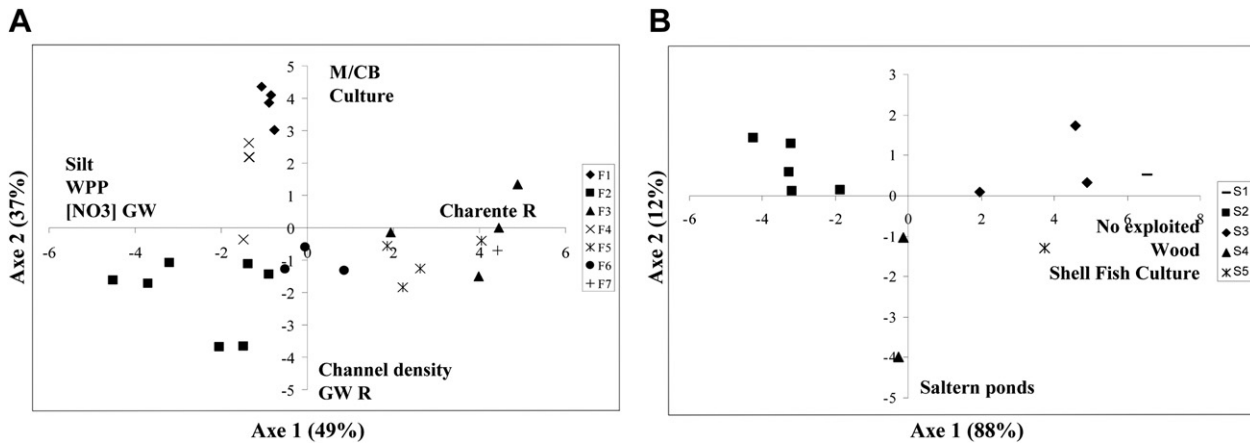 A
5
4
3
2
1
0
-1
-2
-3
-4
-5
-6 -4 -2 0 2 4 6
M/CB
Culture
Silt
WPP
[NO3] GW
Charente R
Channel density
GW R
Axe 2 (37%)
Axe 1 (49%)
F1
F2
F3
F4
F5
F6
F7
B
3
2
1
0
-1
-2
-3
-4
-5
-6 -4 -2 0 2 4 6 8
No exploited
Wood
Shell Fish Culture
Saltern ponds
Axe 2 (12%)
Axe 1 (88%)
S1
S2
S3
S4
S5